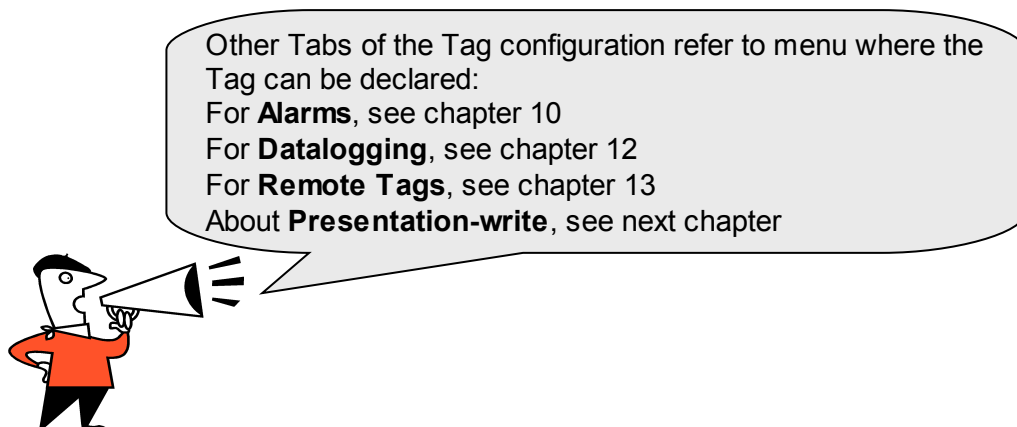 Other Tabs of the Tag configuration refer to menu where the
Tag can be declared:
For Alarms, see chapter 10
For Datalogging, see chapter 12
For Remote Tags, see chapter 13
About Presentation-write, see next chapter